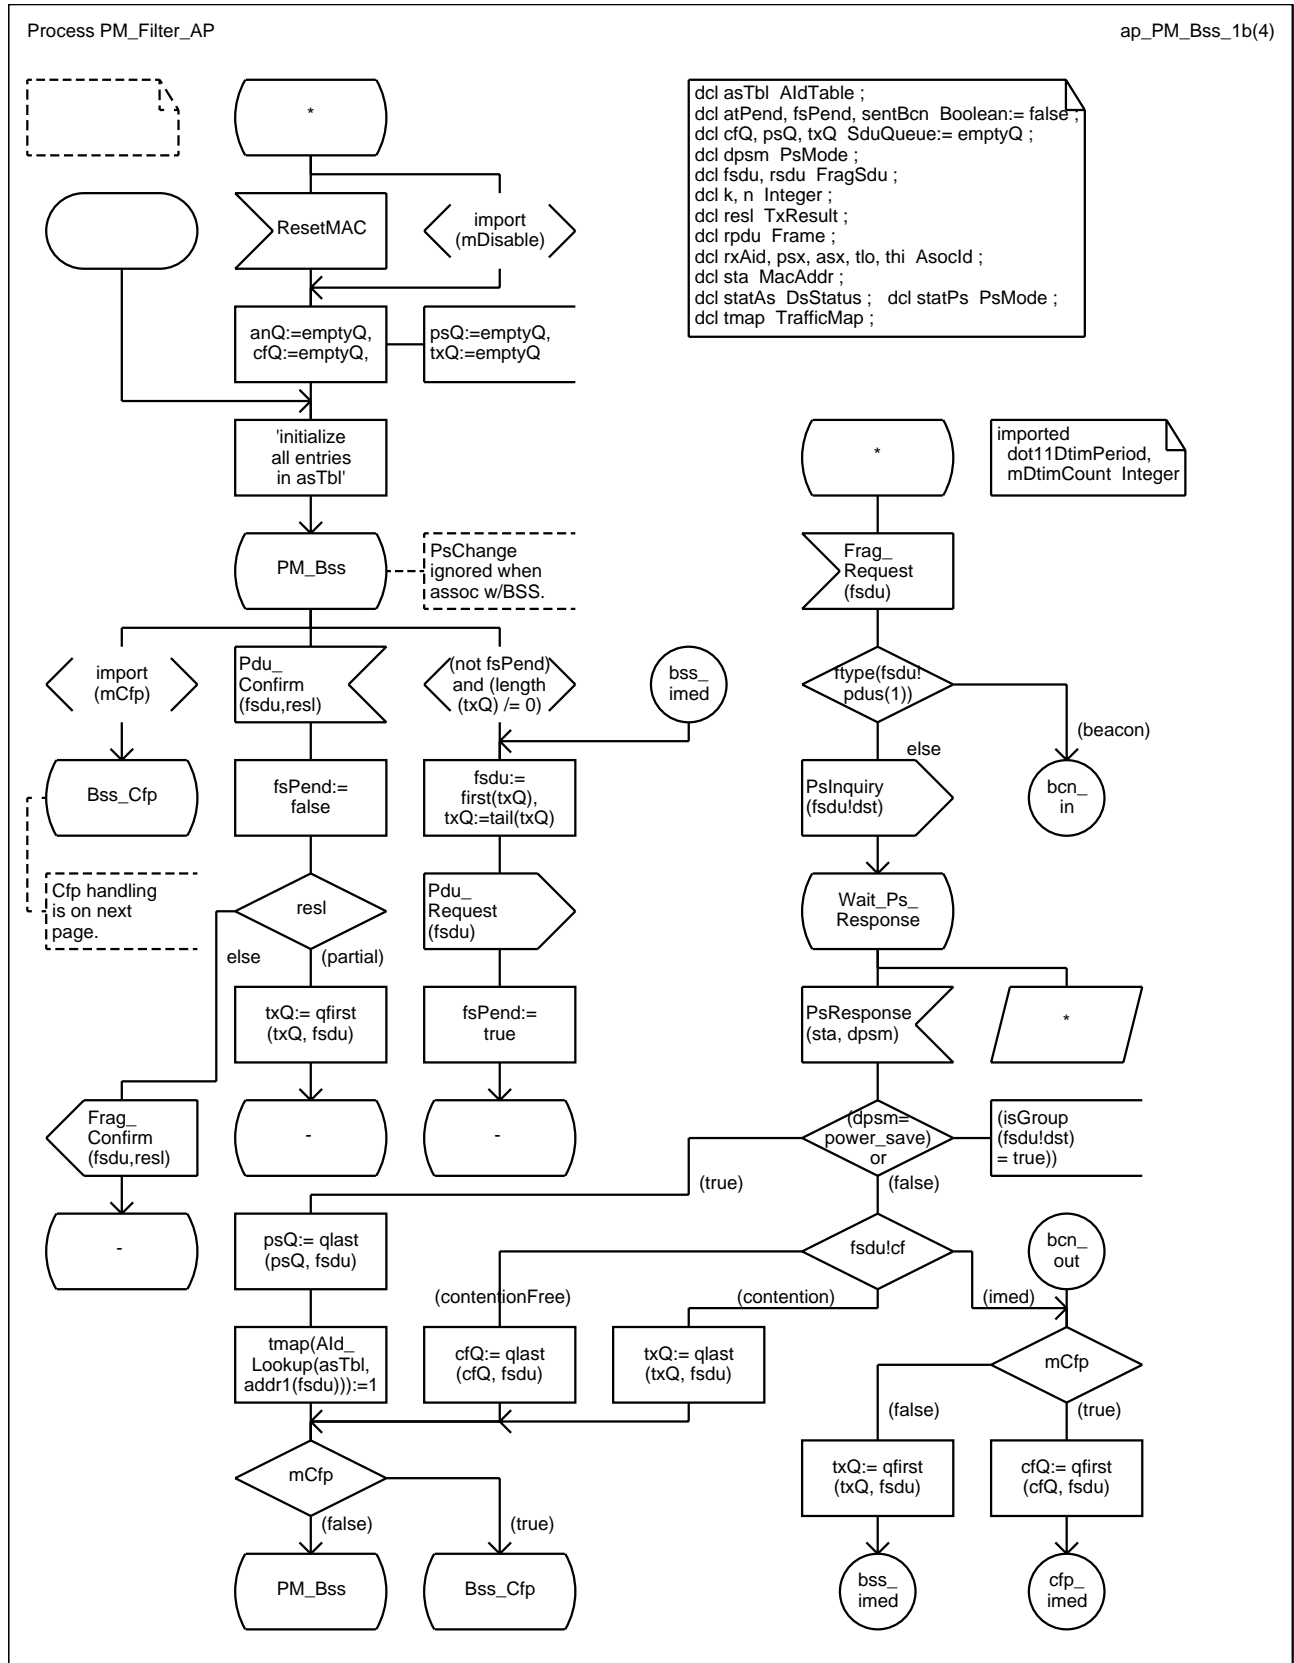 Process PM_Filter_AP
ap_PM_Bss_1b(4)
*
dcl asTbl AIdTable ;
dcl atPend, fsPend, sentBcn Boolean:= false ;
dcl cfQ, psQ, txQ SduQueue:= emptyQ ;
dcl dpsm PsMode ;
dcl fsdu, rsdu FragSdu ;
dcl k, n Integer ;
dcl resl TxResult ;
dcl rpdu Frame ;
dcl rxAid, psx, asx, tlo, thi AsocId ;
dcl sta MacAddr ;
dcl statAs DsStatus ; dcl statPs PsMode ;
dcl tmap TrafficMap ;
ResetMAC
import
(mDisable)
anQ:=emptyQ,
cfQ:=emptyQ,
psQ:=emptyQ,
txQ:=emptyQ
'initialize
all entries
in asTbl'
*
imported
dot11DtimPeriod,
mDtimCount Integer
PM_Bss
PsChange
ignored when
assoc w/BSS.
Frag_
Request
(fsdu)
import
(mCfp)
Pdu_
Confirm
(fsdu,resl)
(not fsPend)
and (length
(txQ) /= 0)
bss_
imed
ftype(fsdu!
pdus(1))
(beacon)
else
Bss_Cfp
fsPend:=
false
fsdu:=
first(txQ),
txQ:=tail(txQ)
PsInquiry
(fsdu!dst)
bcn_
in
Cfp handling
is on next
page.
resl
Pdu_
Request
(fsdu)
Wait_Ps_
Response
else
(partial)
txQ:= qfirst
(txQ, fsdu)
fsPend:=
true
PsResponse
(sta, dpsm)
*
Frag_
Confirm
(fsdu,resl)
-
-
(dpsm=
power_save)
or
(isGroup
(fsdu!dst)
= true))
(true)
(false)
-
psQ:= qlast
(psQ, fsdu)
fsdu!cf
bcn_
out
(contentionFree)
(contention)
(imed)
tmap(AId_
Lookup(asTbl,
addr1(fsdu))):=1
cfQ:= qlast
(cfQ, fsdu)
txQ:= qlast
(txQ, fsdu)
mCfp
(false)
(true)
mCfp
txQ:= qfirst
(txQ, fsdu)
cfQ:= qfirst
(cfQ, fsdu)
(false)
(true)
PM_Bss
Bss_Cfp
bss_
imed
cfp_
imed